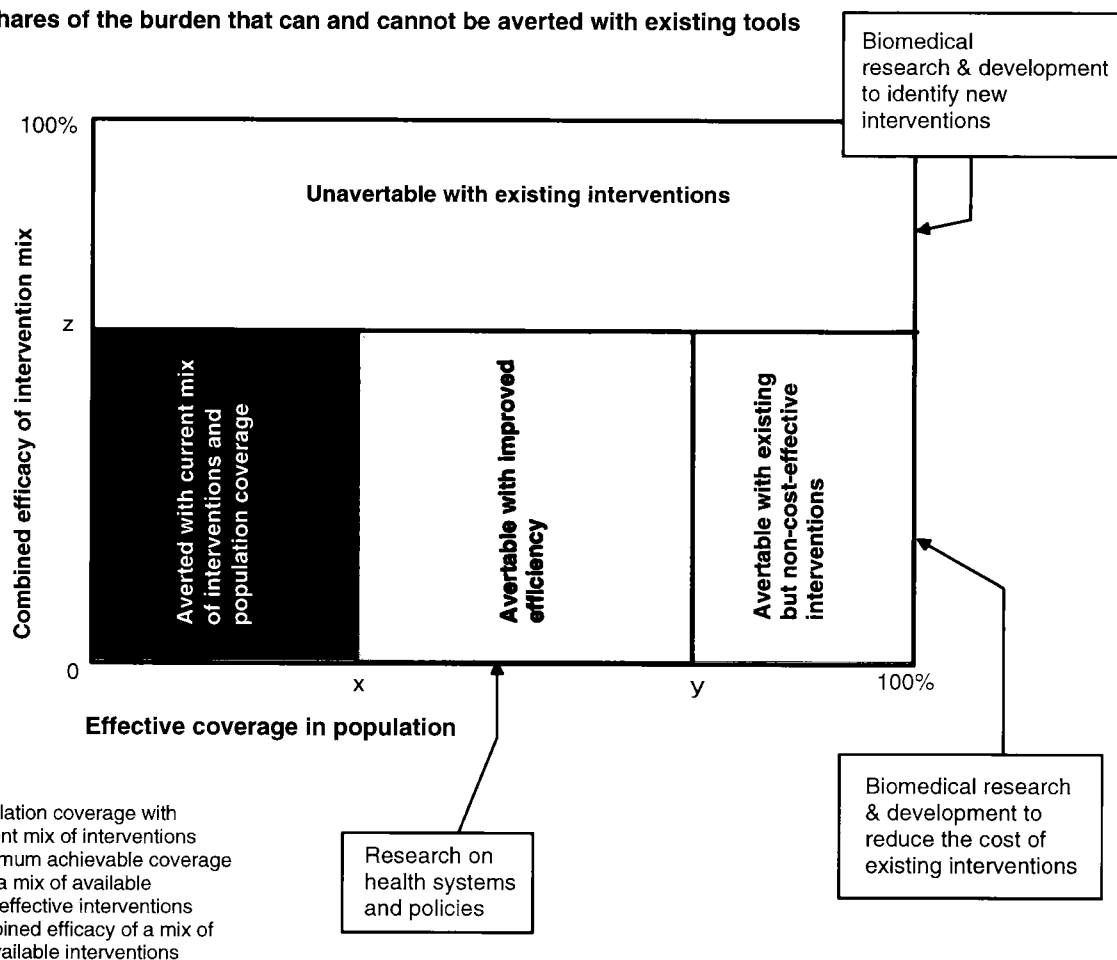 hares of the burden that can and cannot be averted with existing tools
Biomedical
research & development
to identify new
interventions
100%
Unavertable with existing interventions
Combined efficacy of intervention mix
z
Averted with current mix
of interventions and
population coverage
Avertable with improved
efficiency
Avertable with existing
but non-cost-effective
interventions
0
x
y
100%
Effective coverage in population
lation coverage with
nt mix of interventions
mum achievable coverage
a mix of available
effective interventions
bined efficacy of a mix of
vailable interventions
Research on
health systems
and policies
Biomedical research
& development to
reduce the cost of
existing interventions